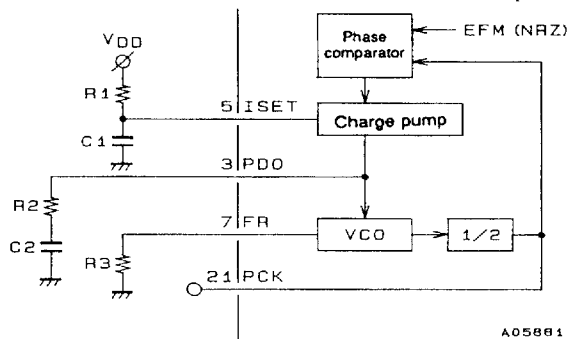 VDD
R1
C1
5 ISET
3 PDO
R2
C2
7 FR
R3
21 PCK
Phase
comparator
EFM (NRZ)
Charge pump
VCO
1/2
A05881